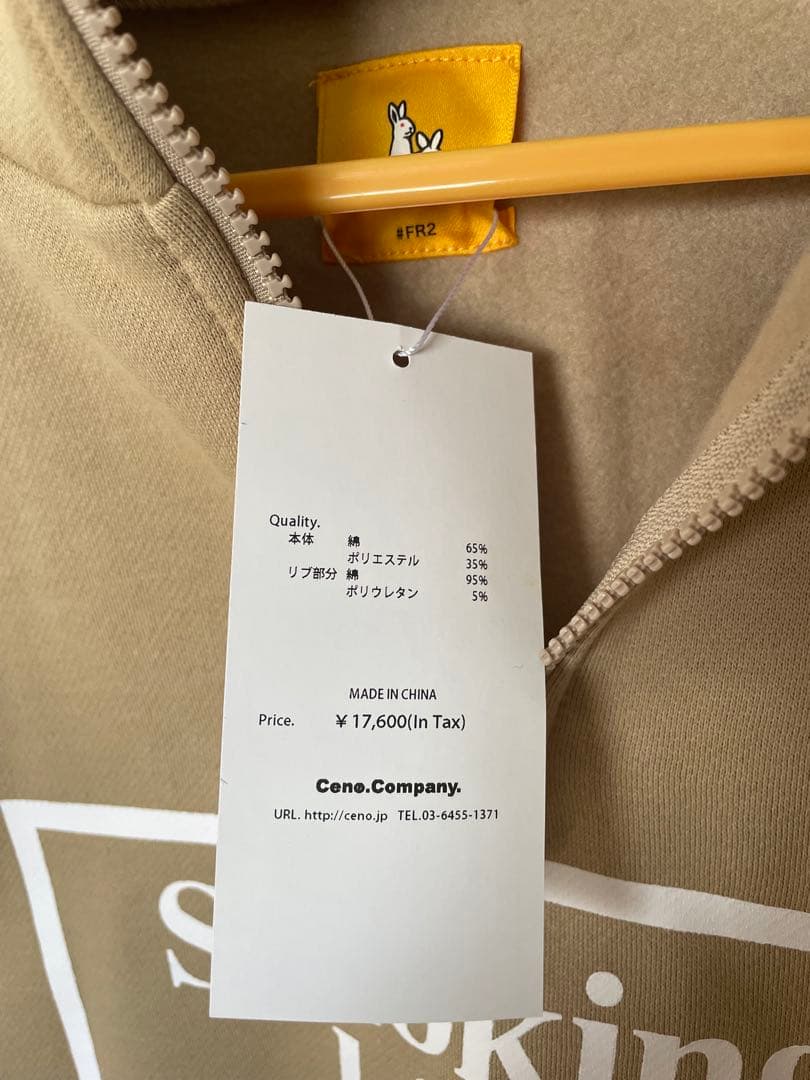 #FR2
Quality.
本体 綿 65%
ポリエステル 35%
リブ部分 綿 95%
ポリウレタン 5%
MADE IN CHINA
Price. ￥17,600(In Tax)
Ceno.Company.
URL. http://ceno.jp TEL.03-6455-1371